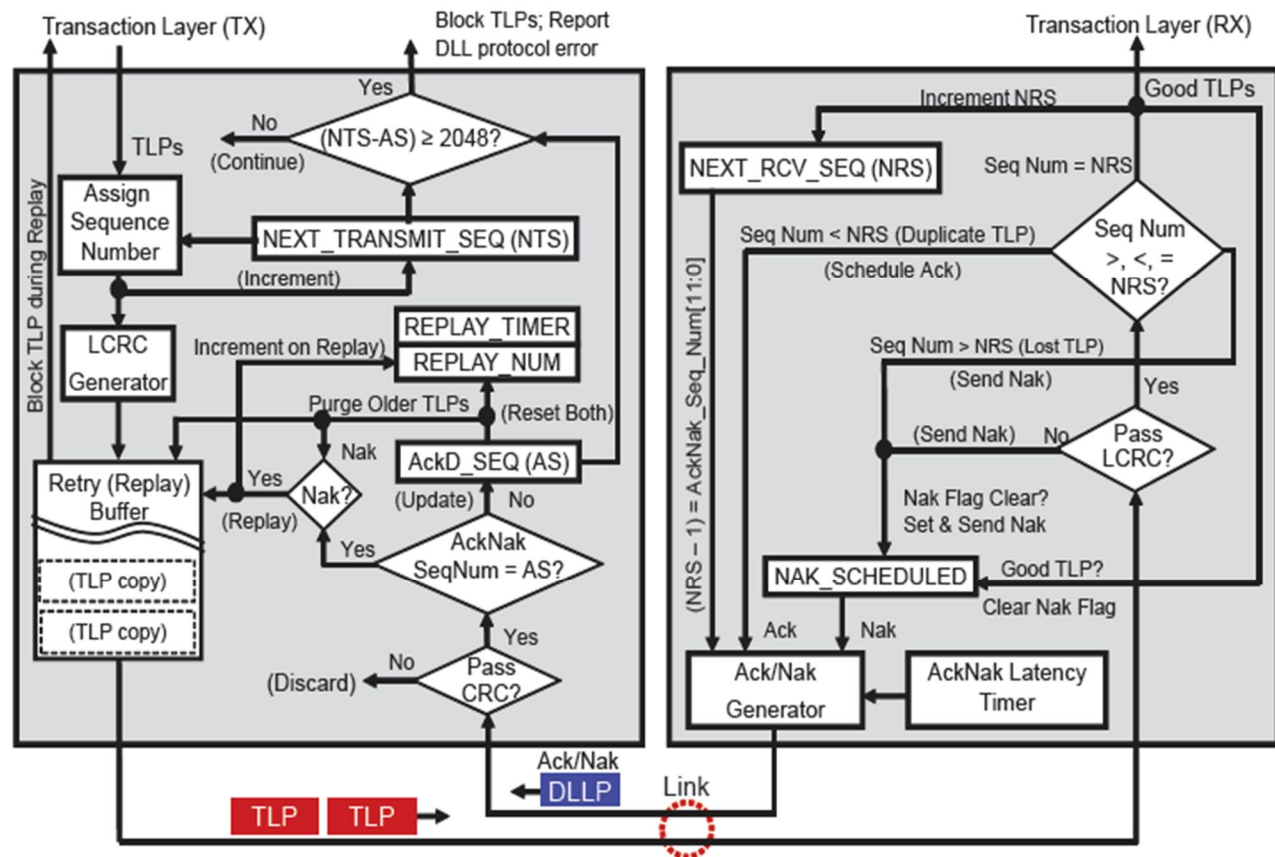 Transaction Layer (TX)
Block TLPs; Report
DLL protocol error
Yes
No
(Continue)
(NTS-AS) ≥ 2048?
TLPs
Assign
Sequence
Number
NEXT_TRANSMIT_SEQ (NTS)
(Increment)
Block TLP during Replay
LCRC
Generator
REPLAY_TIMER
Increment on Replay)
REPLAY_NUM
Purge Older TLPs
(Reset Both)
Nak
AckD_SEQ (AS)
Retry (Replay)
Buffer
Yes
(Replay)
Nak?
(Update)
No
Yes
AckNak
SeqNum = AS?
(TLP copy)
(TLP copy)
Yes
No
(Discard)
Pass
CRC?
Transaction Layer (RX)
Good TLPs
Increment NRS
NEXT_RCV_SEQ (NRS)
Seq Num = NRS
Seq Num < NRS (Duplicate TLP)
(Schedule Ack)
Seq Num
>, <, =
NRS?
(NRS – 1) = AckNak_Seq_Num[11:0]
Seq Num > NRS (Lost TLP)
(Send Nak)
Yes
(Send Nak)
No
Pass
LCRC?
Nak Flag Clear?
Set & Send Nak
NAK_SCHEDULED
Good TLP?
Clear Nak Flag
Ack
Nak
Ack/Nak
Generator
AckNak Latency
Timer
Ack/Nak
DLLP
Link
TLP
TLP